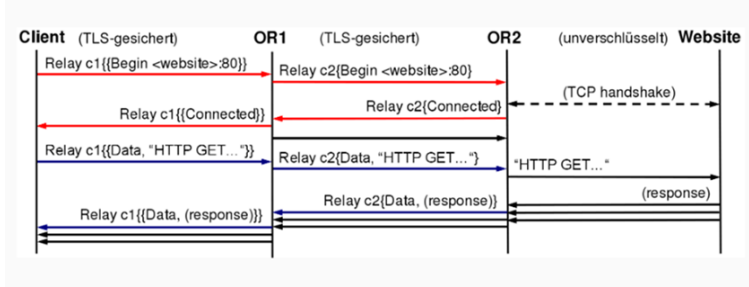 Client (TLS-gesichert) OR1 (TLS-gesichert) OR2 (unverschlüsselt) Website
Relay c1{{Begin <website>:80}}
Relay c2{Begin <website>:80}
(TCP handshake)
Relay c2{Connected}
Relay c1{{Connected}}
Relay c1{{Data, "HTTP GET..."}}
Relay c2{Data, "HTTP GET..."}
"HTTP GET..."
(response)
Relay c2{Data, (response)}
Relay c1{{Data, (response)}}